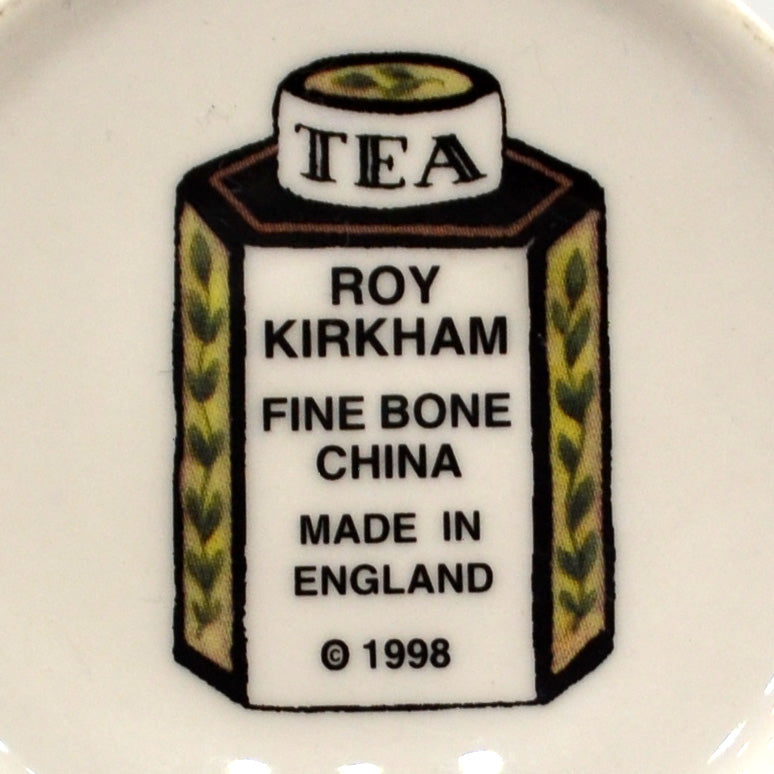 TEA
ROY
KIRKHAM
FINE BONE
CHINA
MADE IN
ENGLAND
© 1998